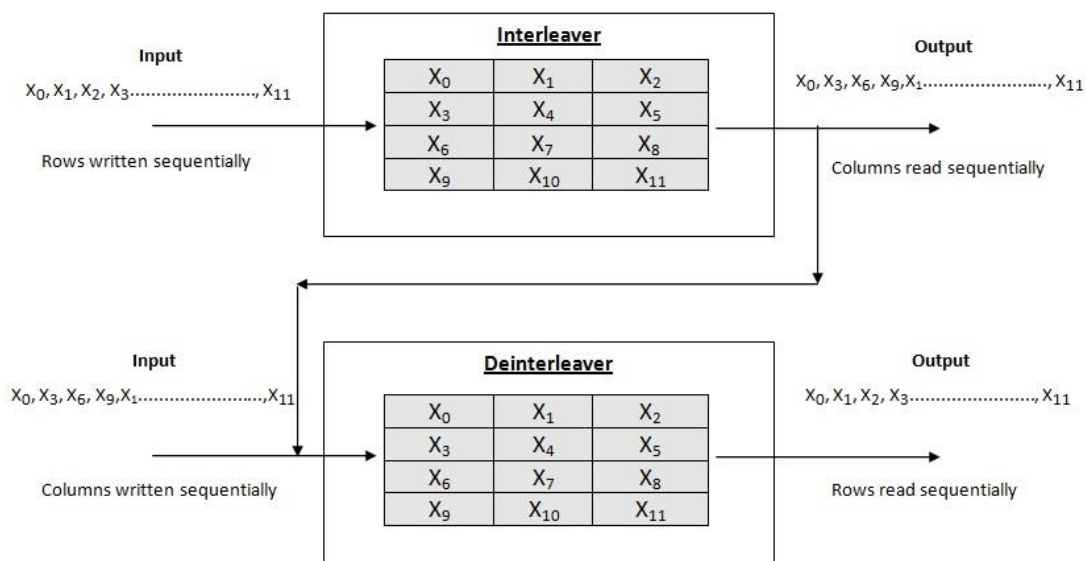 Interleaver
Input
Output
X₀, X₁, X₂, X₃........................, X₁₁
X₀, X₃, X₆, X₉,X₁........................, X₁₁
X₀ X₁ X₂
X₃ X₄ X₅
X₆ X₇ X₈
X₉ X₁₀ X₁₁
Rows written sequentially
Columns read sequentially
Deinterleaver
Input
Output
X₀, X₃, X₆, X₉,X₁........................,X₁₁
X₀, X₁, X₂, X₃........................, X₁₁
X₀ X₁ X₂
X₃ X₄ X₅
X₆ X₇ X₈
X₉ X₁₀ X₁₁
Columns written sequentially
Rows read sequentially